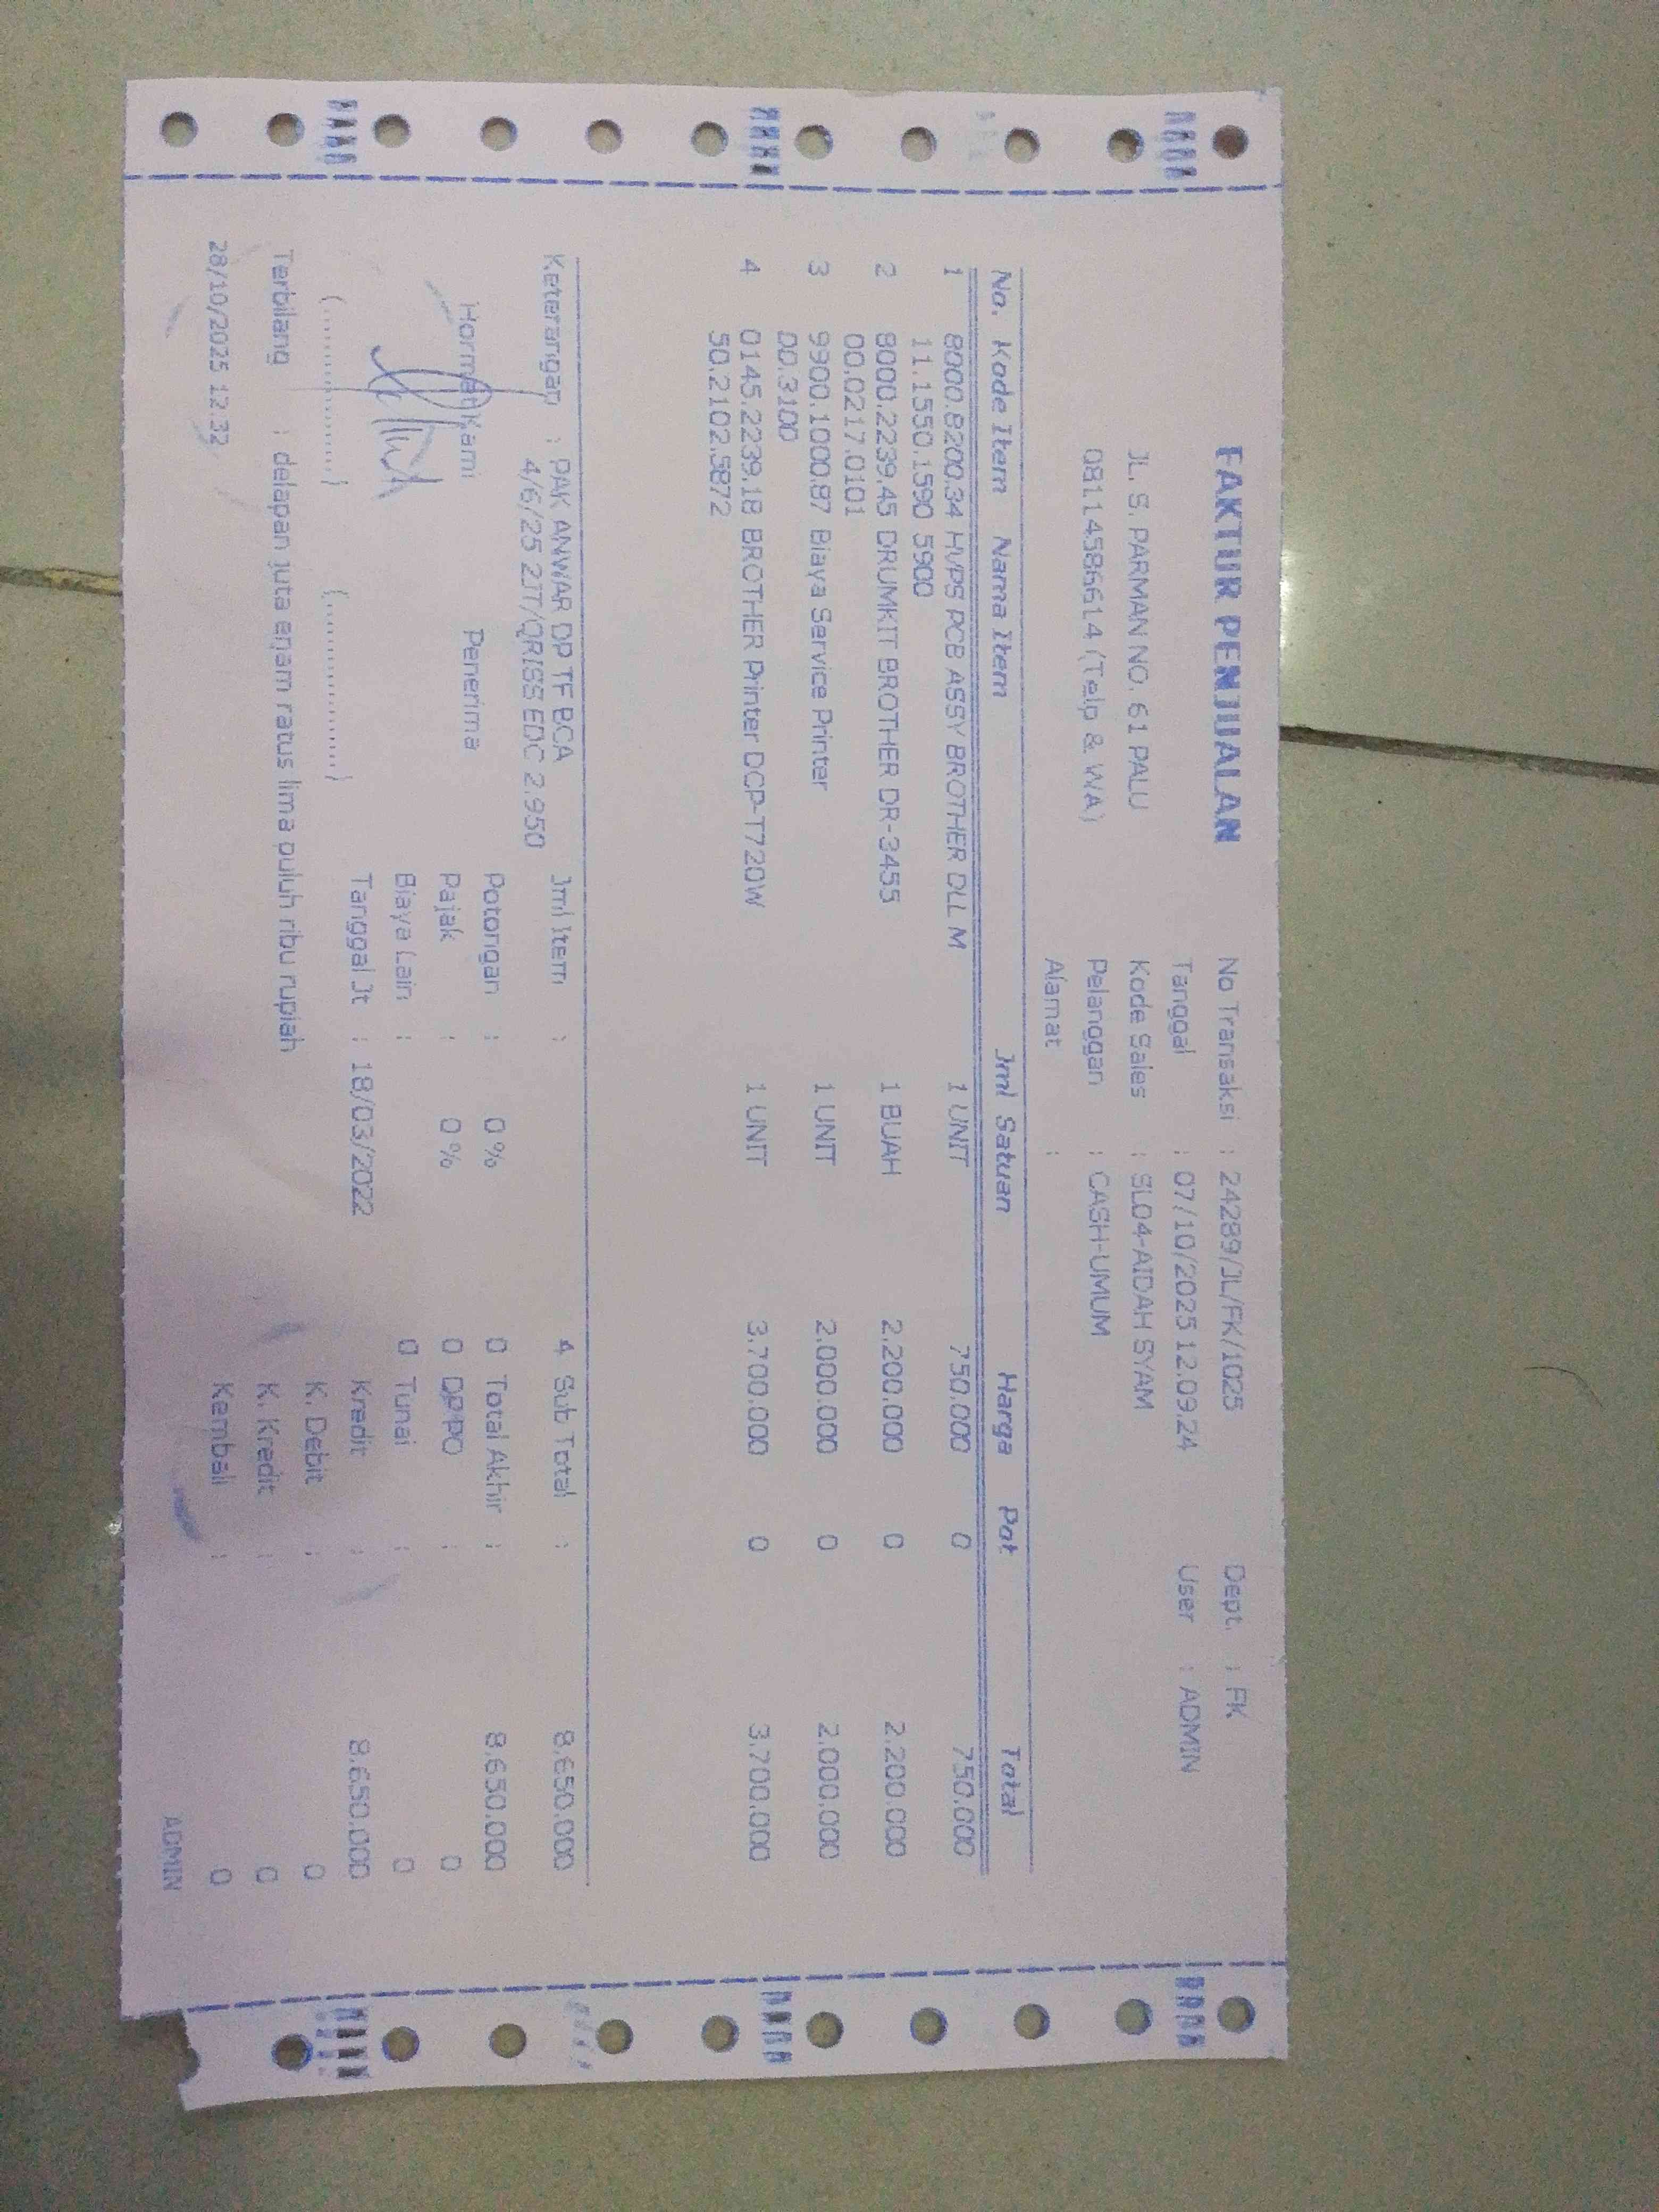 FAKTUR PENJUALAN
JL. S. PARMAN NO. 61 PALU
08114586614 (Telp & WA)
No Transaksi : 24289/JL/FK/1025
Tanggal : 07/10/2025 12.09.24
Kode Sales : SL04-AIDAH SYAM
Pelanggan : CASH-UMUM
Alamat :
Dept. : FK
User : ADMIN
No. Kode Item Nama Item Jml Satuan Harga Pot Total
1 8000.8200.34 HVPS PCB ASSY BROTHER DLL M 1 UNIT 750.000 0 750.000
11.1550.1590 5900
2 8000.2239.45 DRUMKIT BROTHER DR-3455 1 BUAH 2.200.000 0 2.200.000
00.0217.0101
3 9900.1000.87 Biaya Service Printer 1 UNIT 2.000.000 0 2.000.000
00.3100
4 0145.2239.18 BROTHER Printer DCP-T720W 1 UNIT 3.700.000 0 3.700.000
50.2102.5872
Keterangan : PAK ANWAR DP TF BCA
4/6/25 2JT/QRISS EDC 2.950
Hormat Kami Penerima
(................) (................)
Jml Item : 4
Potongan : 0 % 0
Pajak : 0 % 0
Biaya Lain : 0
Tanggal Jt : 18/03/2022
Sub Total : 8.650.000
Total Akhir : 8.650.000
DP PO : 0
Tunai : 0
Kredit : 8.650.000
K. Debit : 0
K. Kredit : 0
Kembali : 0
Terbilang : delapan juta enam ratus lima puluh ribu rupiah
28/10/2025 12.32
ADMIN